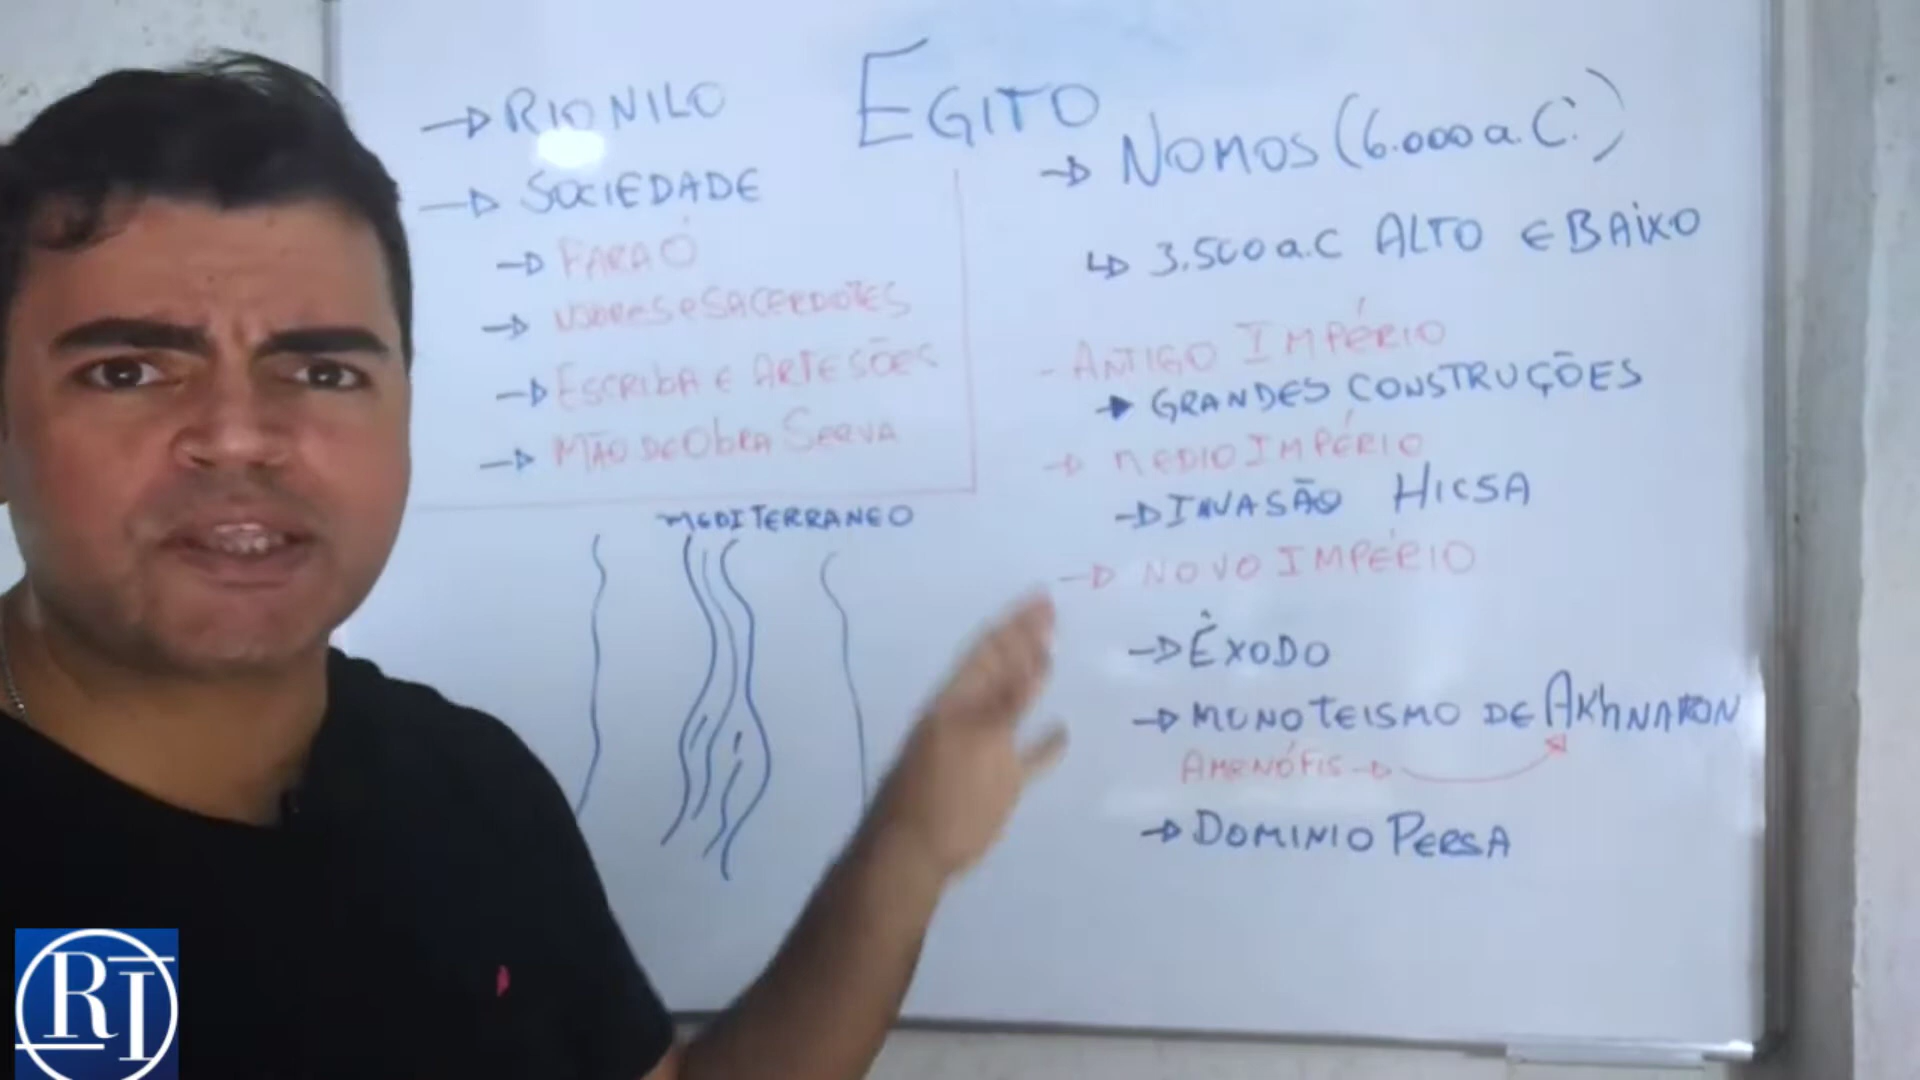 EGITO
→ RIO NILO
→ SOCIEDADE
→ FARAÓ
→ NOBRES e SACERDOTES
→ ESCRIBA E ARTESÕES
→ MÃO DE ObRA SERVA
MEDITERRANEO
→ NOMOS (6.000 a.C.)
↳ 3.500 a.C ALTO E BAIXO
- ANTIGO IMPÉRIO
→ GRANDES CONSTRUÇÕES
→ MEDIO IMPÉRIO
→ INVASÃO HICSA
→ NOVO IMPÉRIO
→ ÊXODO
→ MONOTEISMO DE AKhNATON
AMENÓFIS →
→ DOMINIO PERSA
RI